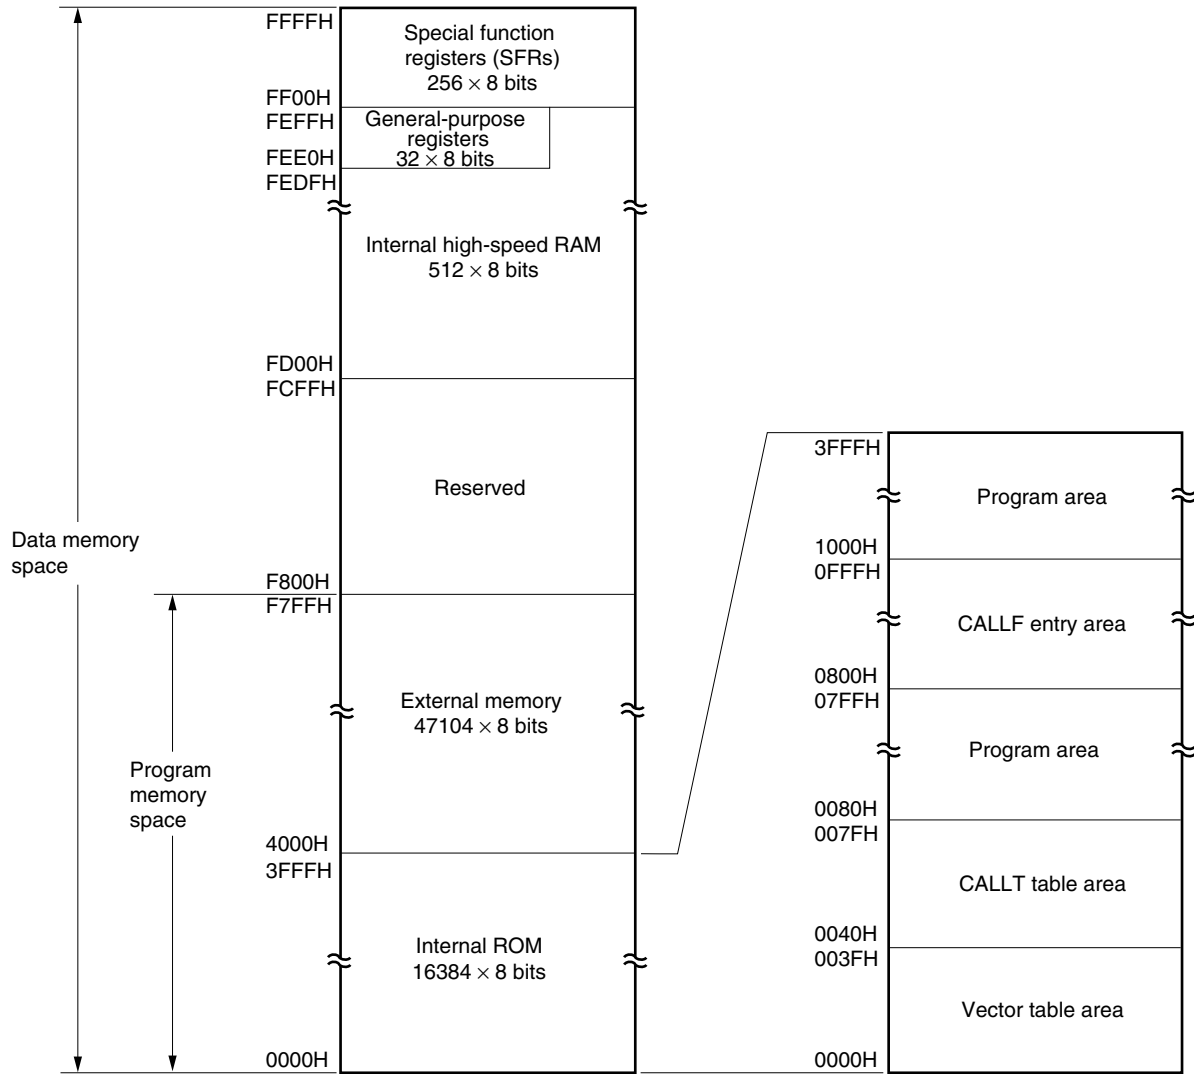 FFFFH
Special function
registers (SFRs)
256 × 8 bits
FF00H
FEFFH
General-purpose
registers
32 × 8 bits
FEE0H
FEDFH
Internal high-speed RAM
512 × 8 bits
FD00H
FCFFH
Reserved
Data memory
space
F800H
F7FFH
External memory
47104 × 8 bits
Program
memory
space
4000H
3FFFH
Internal ROM
16384 × 8 bits
0000H
3FFFH
Program area
1000H
0FFFH
CALLF entry area
0800H
07FFH
Program area
0080H
007FH
CALLT table area
0040H
003FH
Vector table area
0000H